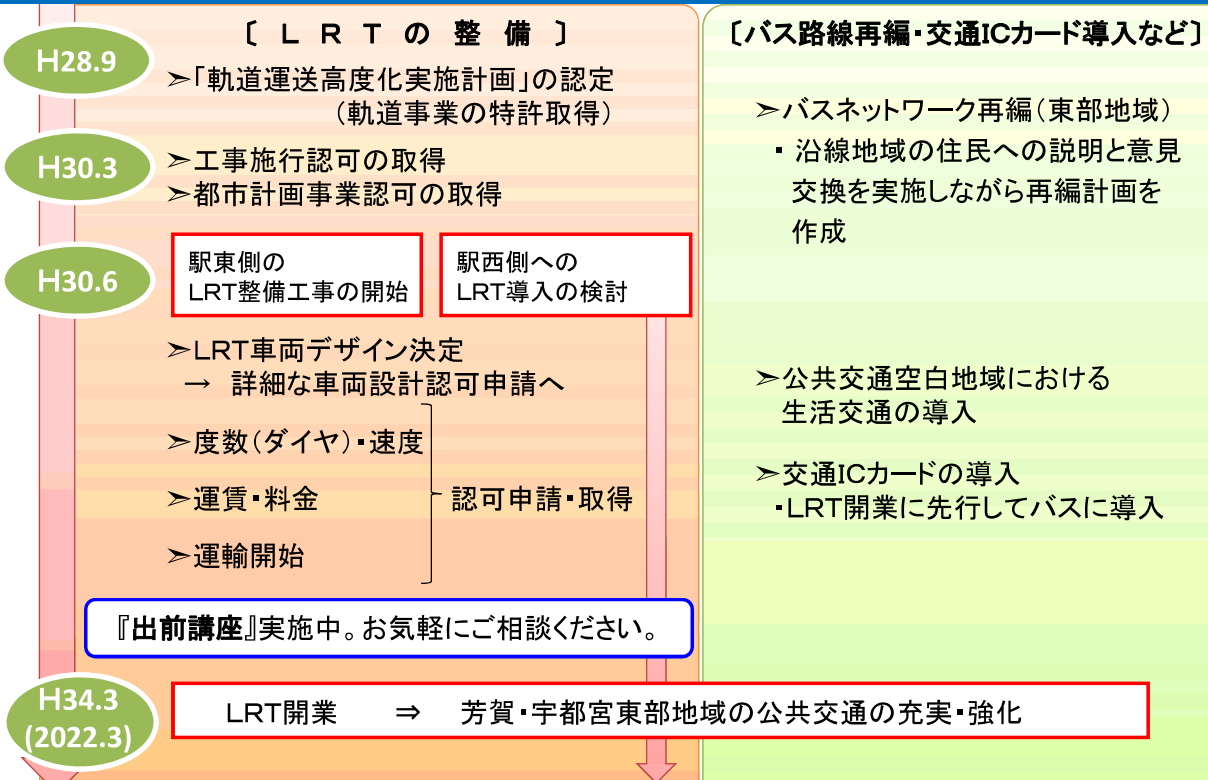 〔 LRTの整備 〕
H28.9
➢「軌道運送高度化実施計画」の認定
（軌道事業の特許取得）
H30.3
➢工事施行認可の取得
➢都市計画事業認可の取得
H30.6
駅東側の
LRT整備工事の開始
駅西側への
LRT導入の検討
➢LRT車両デザイン決定
→ 詳細な車両設計認可申請へ
➢度数（ダイヤ）・速度
➢運賃・料金
認可申請・取得
➢運輸開始
『出前講座』実施中。お気軽にご相談ください。
〔バス路線再編・交通ICカード導入など〕
➢バスネットワーク再編（東部地域）
・沿線地域の住民への説明と意見
交換を実施しながら再編計画を
作成
➢公共交通空白地域における
生活交通の導入
➢交通ICカードの導入
・LRT開業に先行してバスに導入
H34.3
(2022.3)
LRT開業 ⇒ 芳賀・宇都宮東部地域の公共交通の充実・強化